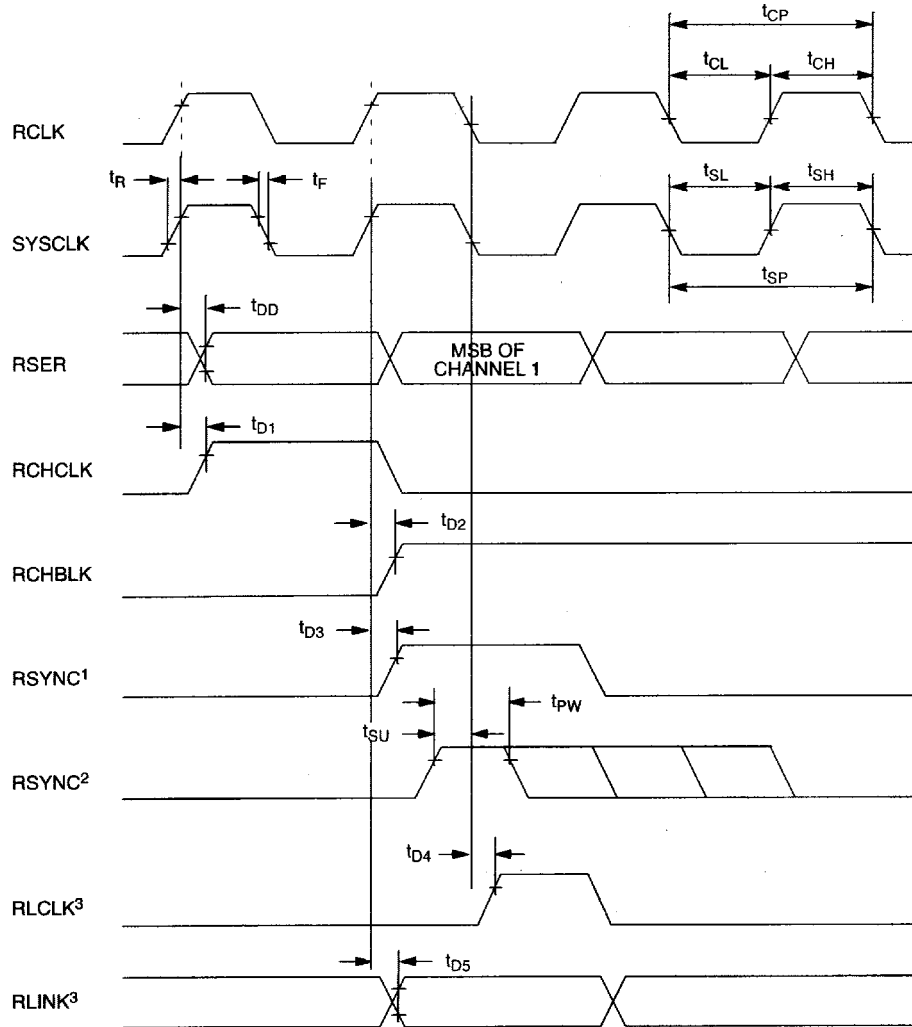 tCP
tCL tCH
RCLK
tR tF tSL tSH
SYSCLK
tSP
tDD
RSER
MSB OF
CHANNEL 1
tD1
RCHCLK
tD2
RCHBLK
tD3
RSYNC1
tPW
tSU
RSYNC2
tD4
RLCLK3
tD5
RLINK3